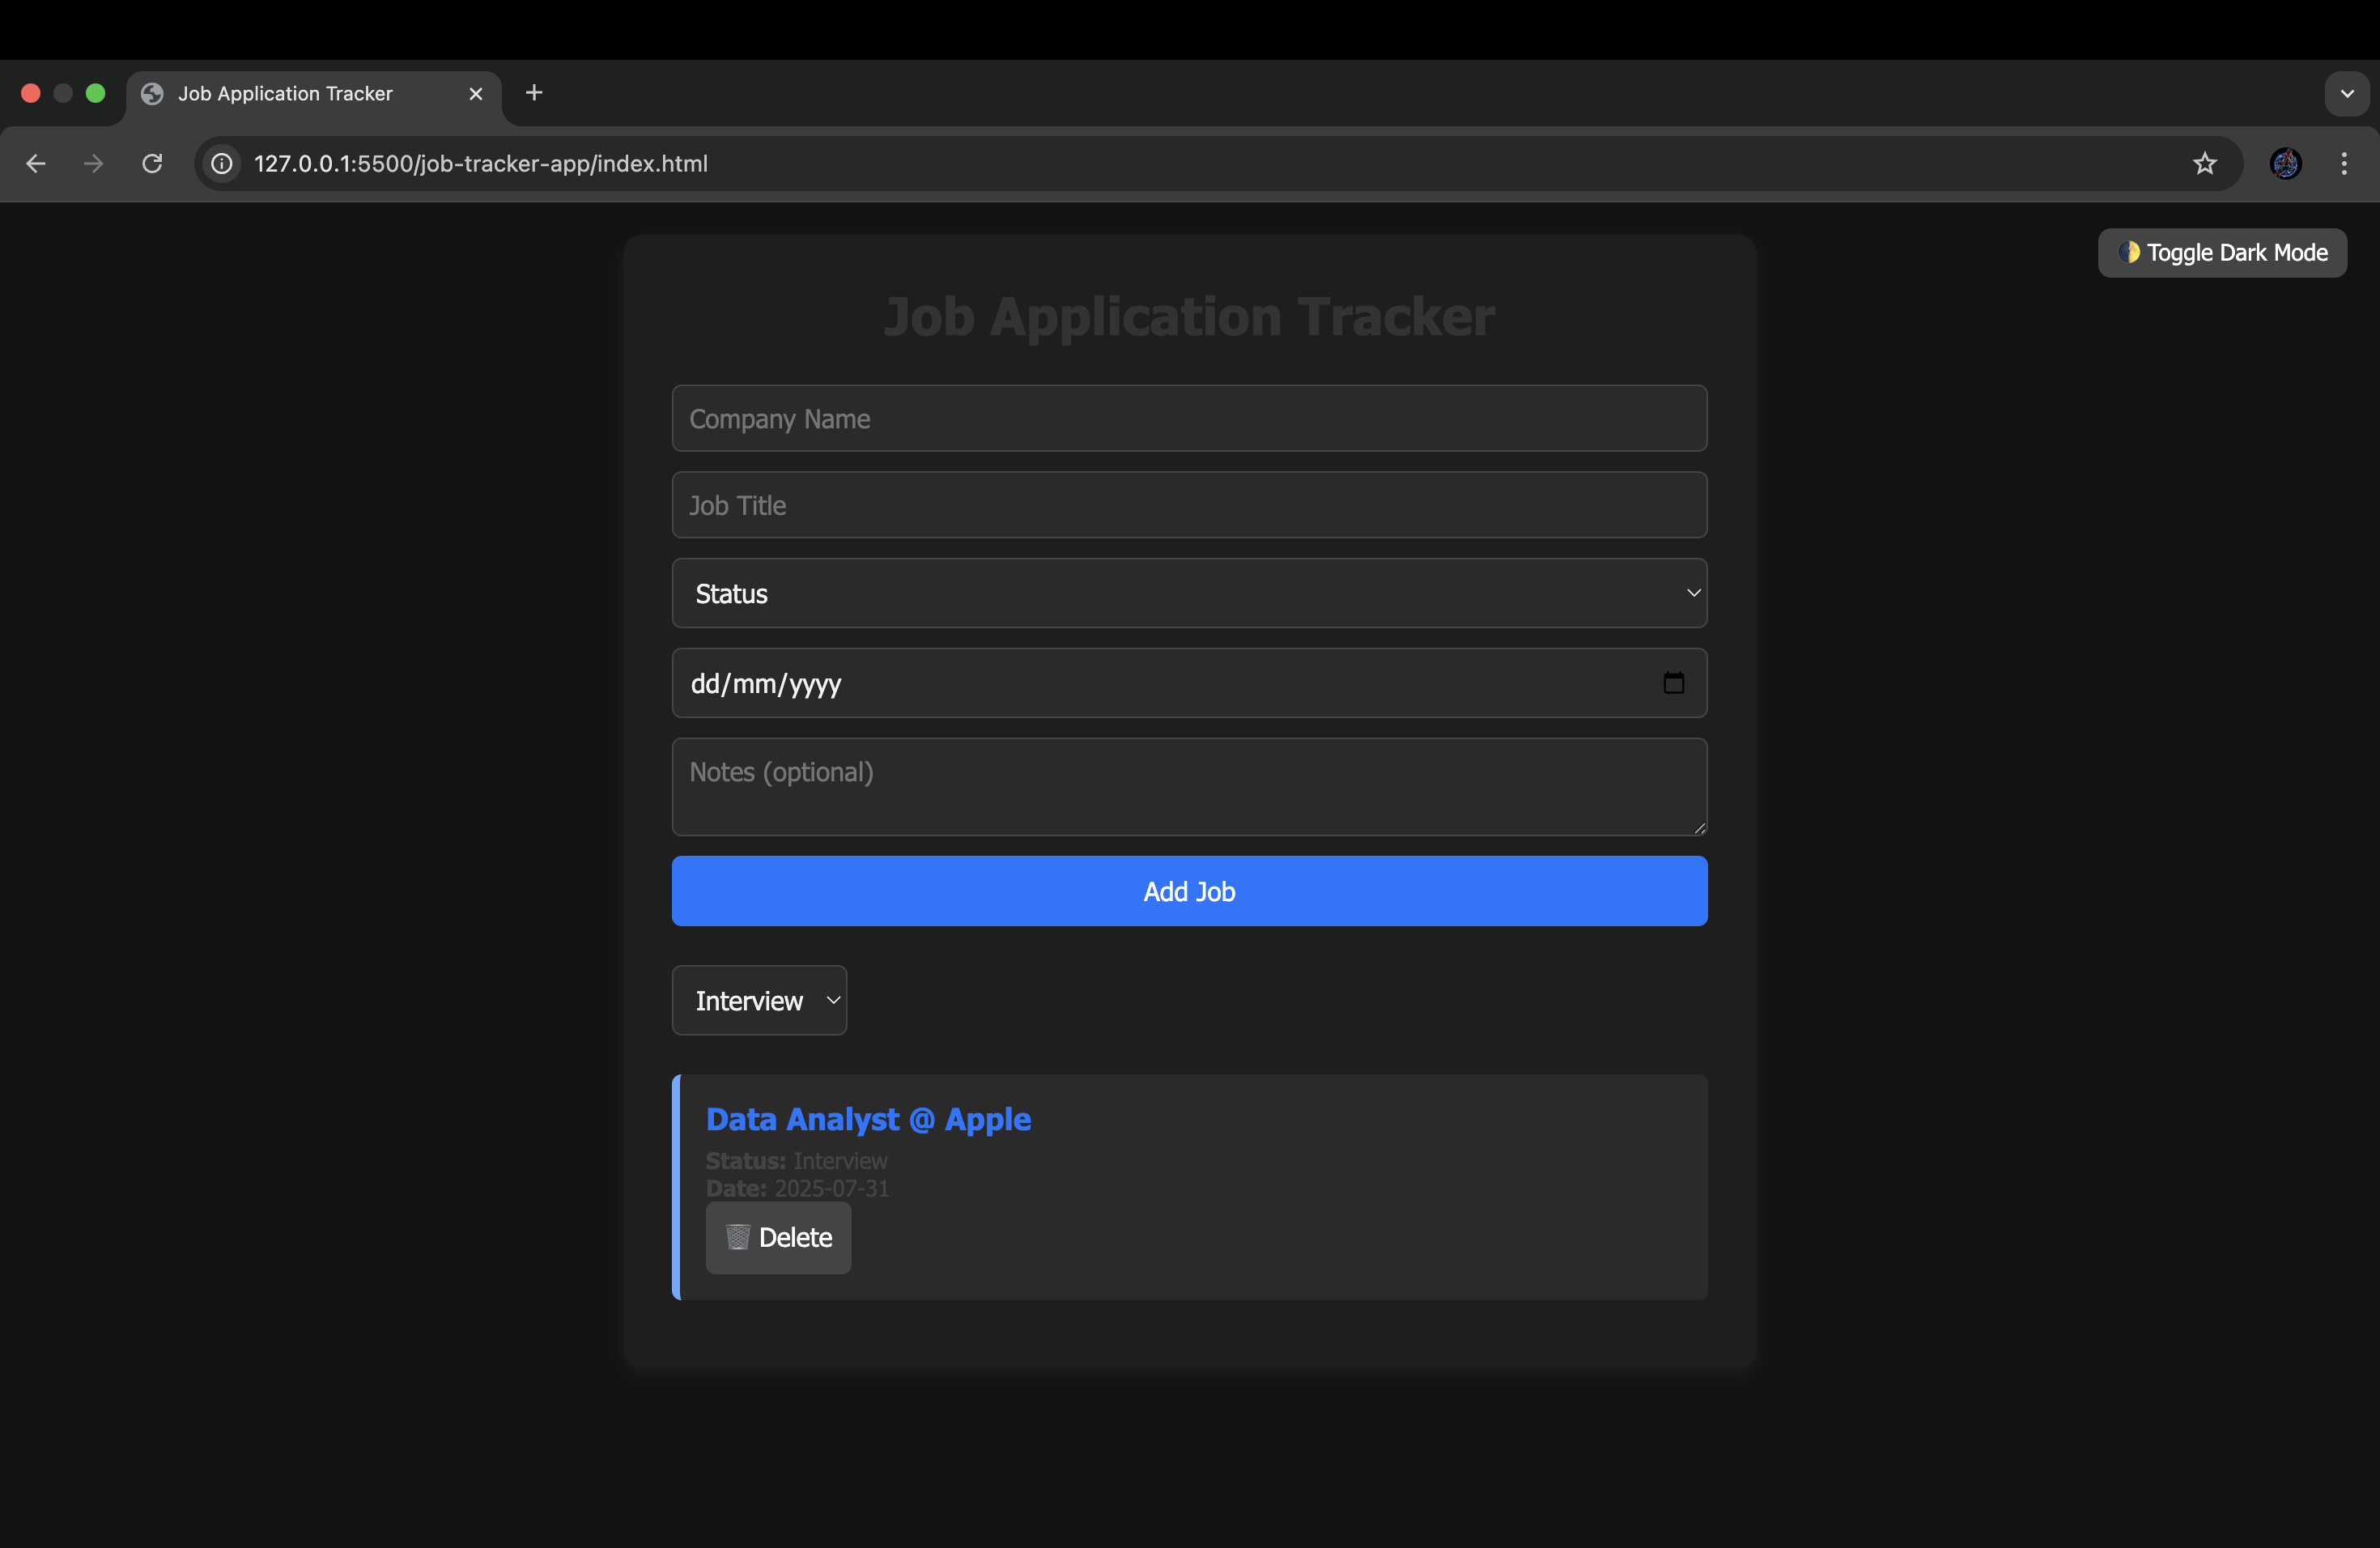 Job Application Tracker
127.0.0.1:5500/job-tracker-app/index.html
🌓 Toggle Dark Mode
Job Application Tracker
Company Name
Job Title
Status
dd/mm/yyyy
Notes (optional)
Add Job
Interview
Data Analyst @ Apple
Status: Interview
Date: 2025-07-31
🗑️ Delete